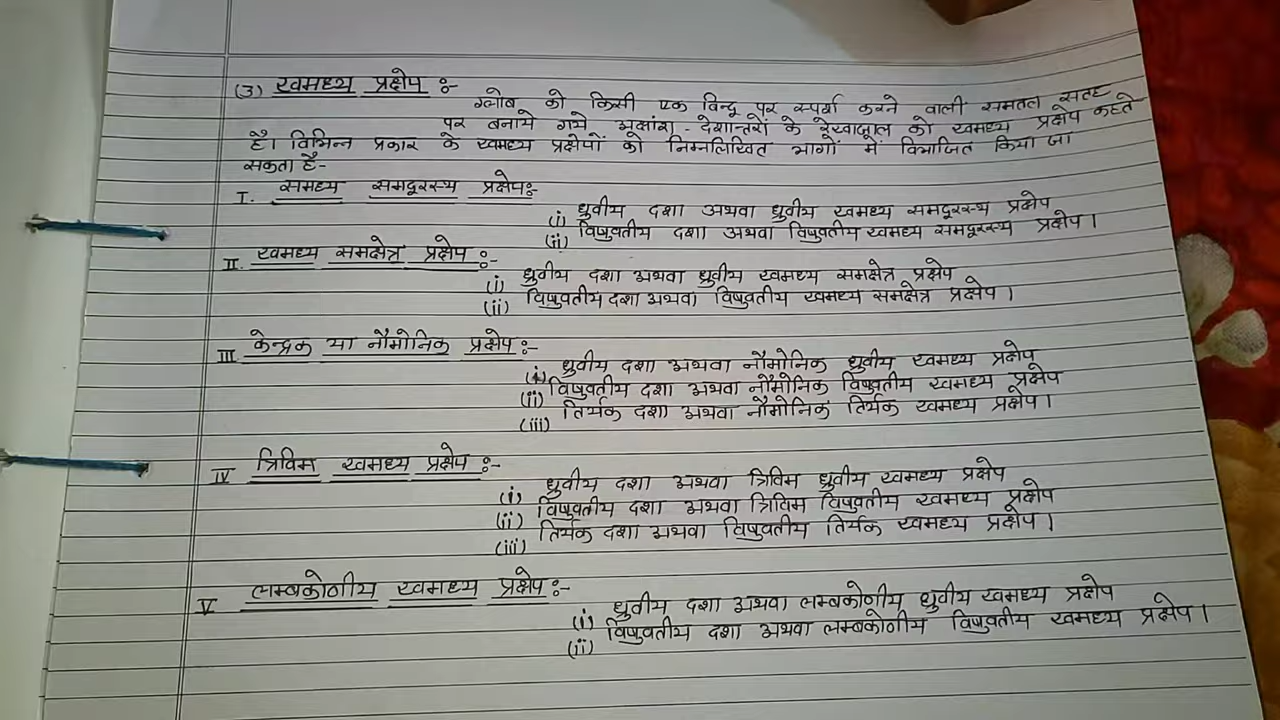 (3) खमध्य प्रक्षेप :-
ग्लोब को किसी एक बिन्दू पर स्पर्श करने वाली समतल सतह
पर बनाये गये अक्षांश - देशान्तरों के रेखाजाल को खमध्य प्रक्षेप कहते
है। विभिन्न प्रकार के खमध्य प्रक्षेपों को निम्नलिखित भागों में विभाजित किया जा
सकता है-
I. समध्य समदूरस्य प्रक्षेप:-
(i) ध्रुवीय दशा अथवा ध्रुवीय खमध्य समदूरस्थ प्रक्षेप
(ii) विषुवतीय दशा अथवा विषुवतीय खमध्य समदूरस्य प्रक्षेप।
II. खमध्य समक्षेत्र प्रक्षेप :-
(i) ध्रुवीय दशा अथवा ध्रुवीय खमध्य समक्षेत्र प्रक्षेप
(ii) विषुवतीय दशा अथवा विषुवतीय खमध्य समक्षेत्र प्रक्षेप।
III केन्द्रक या नौमोनिक प्रक्षेप:-
(i) ध्रुवीय दशा अथवा नौमोनिक ध्रुवीय खमध्य प्रक्षेप
(ii) विषुवतीय दशा अथवा नौमोनिक विषुवतीय खमध्य प्रक्षेप
(iii) तिर्यक दशा अथवा नौमोनिक तिर्यक खमध्य प्रक्षेप।
IV त्रिविम खमध्य प्रक्षेप :-
(i) ध्रुवीय दशा अथवा त्रिविम ध्रुवीय खमध्य प्रक्षेप
(ii) विषुवतीय दशा अथवा त्रिविम विषुवतीय खमध्य प्रक्षेप
(iii) तिर्यक दशा अथवा विषुवतीय तिर्यक खमध्य प्रक्षेप।
V लम्बकोणीय खमध्य प्रक्षेप:-
(i) ध्रुवीय दशा अथवा लम्बकोणीय ध्रुवीय खमध्य प्रक्षेप
(ii) विषुवतीय दशा अथवा लम्बकोणीय विषुवतीय खमध्य प्रक्षेप।